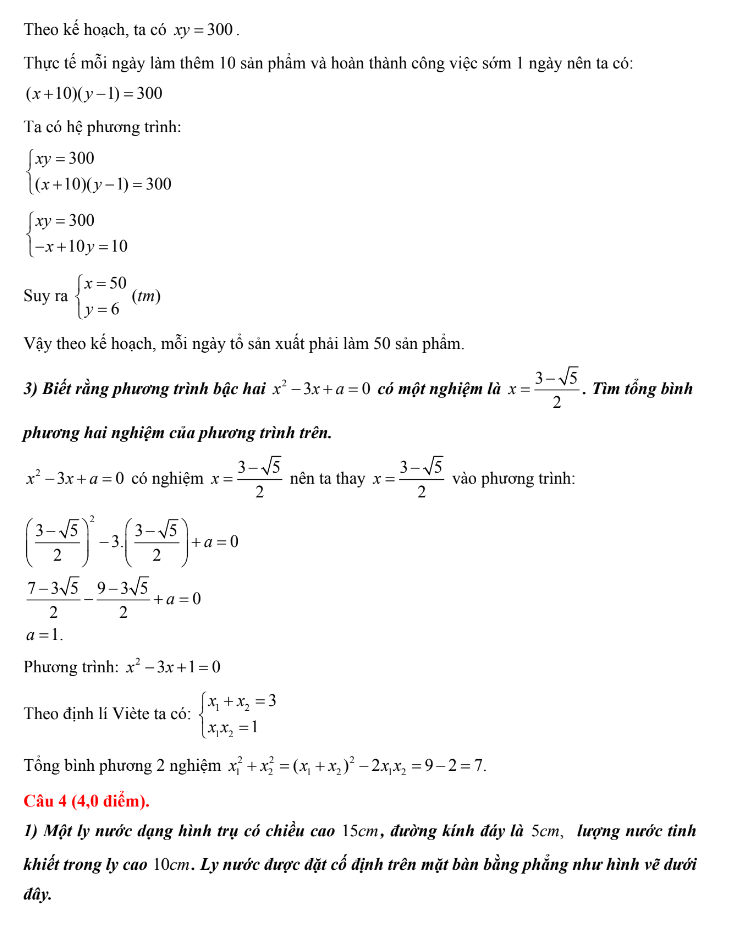 Theo kế hoạch, ta có xy = 300.
Thực tế mỗi ngày làm thêm 10 sản phẩm và hoàn thành công việc sớm 1 ngày nên ta có:
(x+10)(y−1) = 300
Ta có hệ phương trình:
{xy = 300
(x+10)(y−1) = 300
{xy = 300
−x+10y = 10
Suy ra {x = 50
y = 6 (tm)
Vậy theo kế hoạch, mỗi ngày tổ sản xuất phải làm 50 sản phẩm.
3) Biết rằng phương trình bậc hai x² − 3x + a = 0 có một nghiệm là x = (3−√5)/2. Tìm tổng bình
phương hai nghiệm của phương trình trên.
x² − 3x + a = 0 có nghiệm x = (3−√5)/2 nên ta thay x = (3−√5)/2 vào phương trình:
((3−√5)/2)² − 3.((3−√5)/2) + a = 0
(7−3√5)/2 − (9−3√5)/2 + a = 0
a = 1.
Phương trình: x² − 3x + 1 = 0
Theo định lí Viète ta có: {x₁ + x₂ = 3
x₁x₂ = 1
Tổng bình phương 2 nghiệm x₁² + x₂² = (x₁ + x₂)² − 2x₁x₂ = 9 − 2 = 7.
Câu 4 (4,0 điểm).
1) Một ly nước dạng hình trụ có chiều cao 15cm, đường kính đáy là 5cm, lượng nước tinh
khiết trong ly cao 10cm. Ly nước được đặt cố định trên mặt bàn bằng phẳng như hình vẽ dưới
đây.